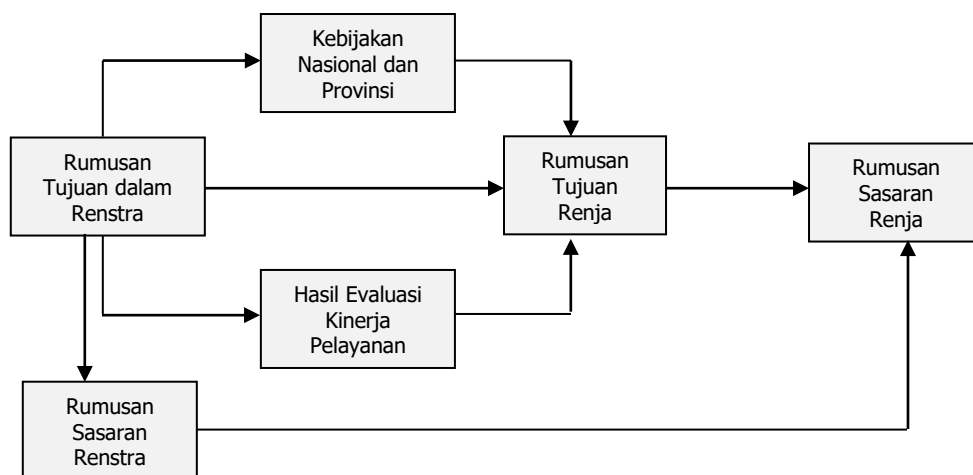 Kebijakan
Nasional dan
Provinsi
Rumusan
Tujuan dalam
Renstra
Rumusan
Tujuan
Renja
Rumusan
Sasaran
Renja
Hasil Evaluasi
Kinerja
Pelayanan
Rumusan
Sasaran
Renstra